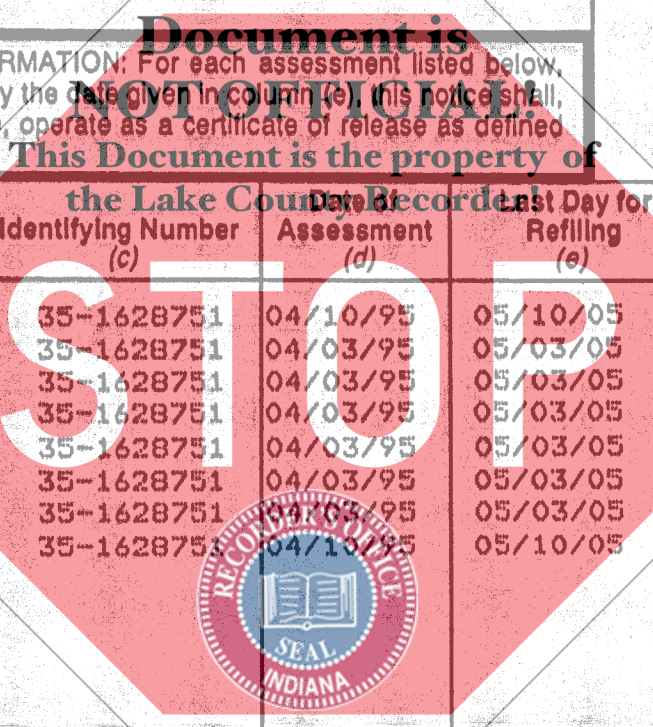 Document is
RMATION: For each assessment listed below,
y the date given in column (e), this notice shall,
NOT OFFICIAL!
, operate as a certificate of release as defined
This Document is the property of
the Lake County Recorder!
Date of Last Day for
Identifying Number Assessment Refiling
(c) (d) (e)
35-1628751 04/10/95 05/10/05
35-1628751 04/03/95 05/03/05
35-1628751 04/03/95 05/03/05
35-1628751 04/03/95 05/03/05
35-1628751 04/03/95 05/03/05
35-1628751 04/03/95 05/03/05
35-1628751 04/03/95 05/03/05
35-1628751 04/10/95 05/10/05
STOP
RECORDER'S OFFICE
SEAL
INDIANA